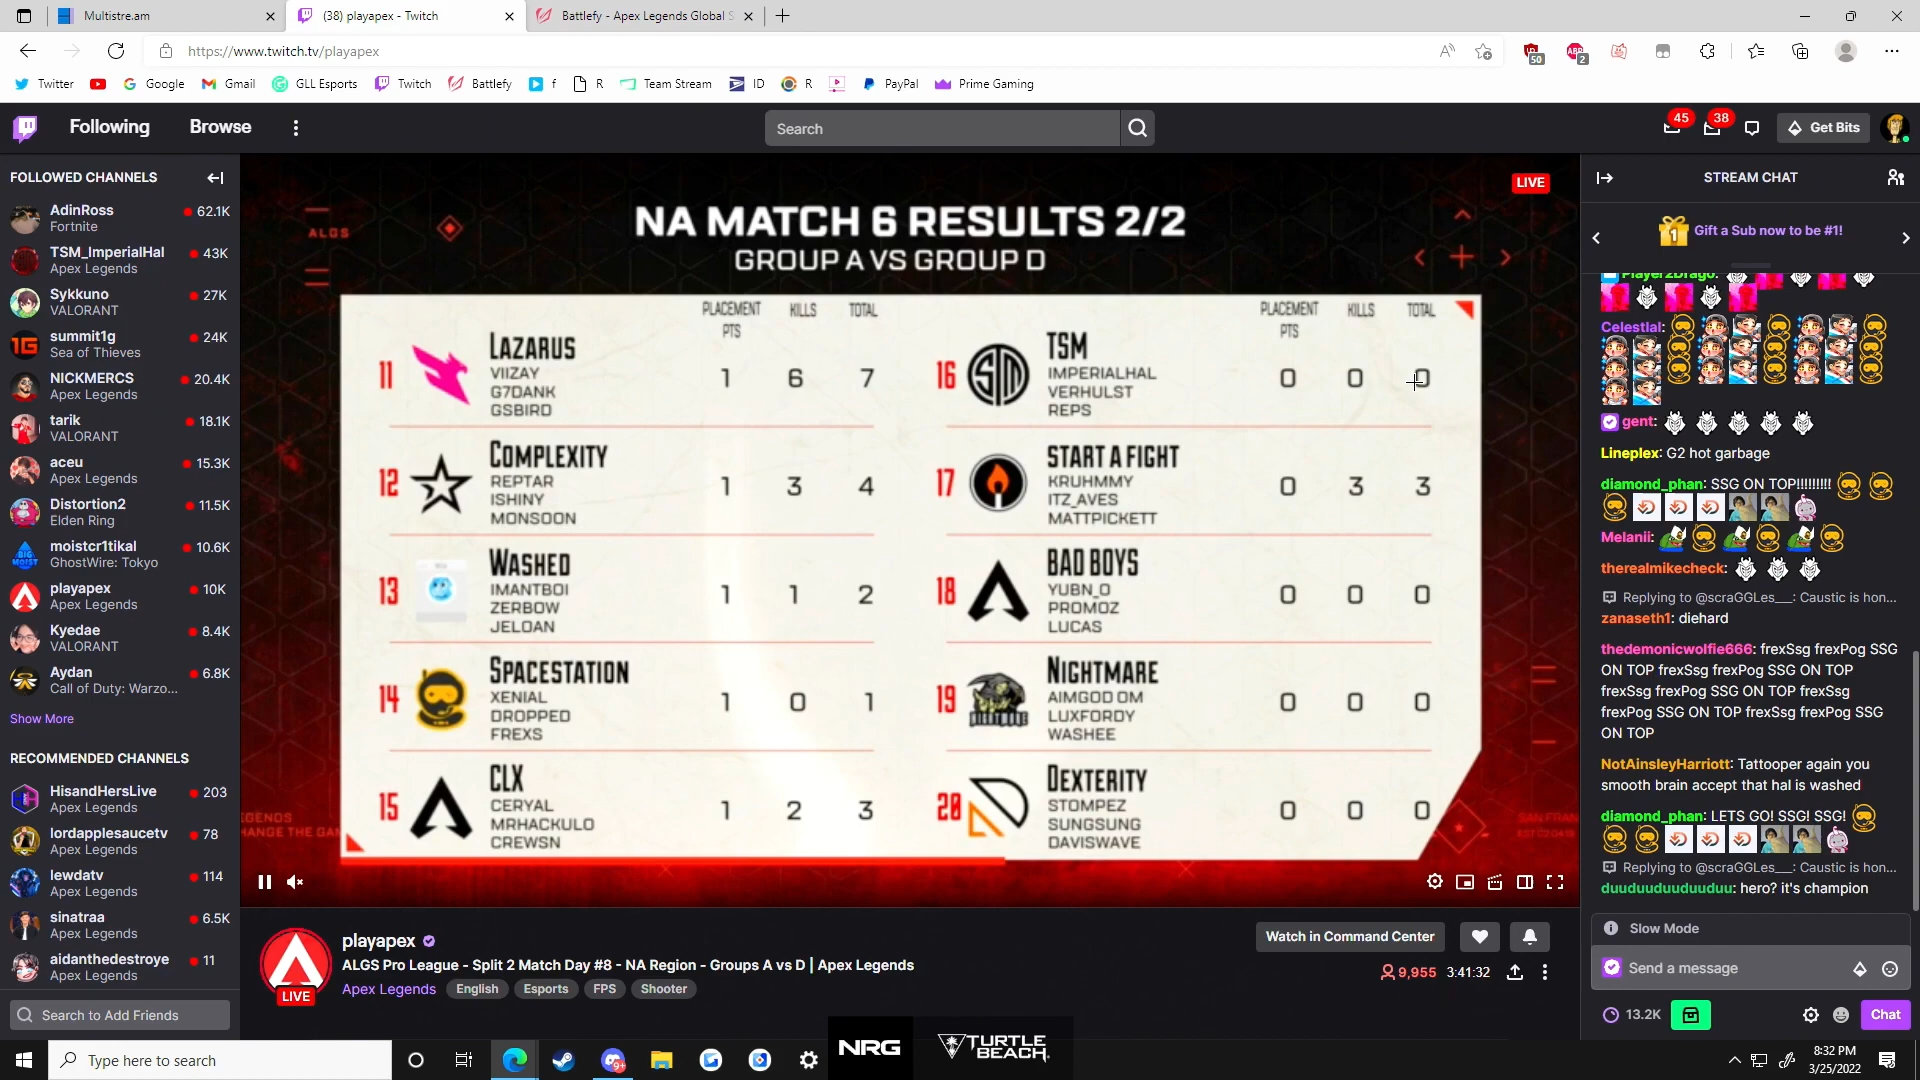 Multistre.am
(38) playapex - Twitch
Battlefy - Apex Legends Global S
https://www.twitch.tv/playapex
50
2
Twitter
Google
Gmail
GLL Esports
Twitch
Battlefy
f
R
Team Stream
ID
R
PayPal
Prime Gaming
Following
Browse
Search
45
38
Get Bits
FOLLOWED CHANNELS
AdinRoss
62.1K
Fortnite
TSM_ImperialHal
43K
Apex Legends
Sykkuno
27K
VALORANT
summit1g
24K
Sea of Thieves
NICKMERCS
20.4K
Apex Legends
tarik
18.1K
VALORANT
aceu
15.3K
Apex Legends
Distortion2
11.5K
Elden Ring
moistcr1tikal
10.6K
GhostWire: Tokyo
playapex
10K
Apex Legends
Kyedae
8.4K
VALORANT
Aydan
6.8K
Call of Duty: Warzo...
Show More
RECOMMENDED CHANNELS
HisandHersLive
203
Apex Legends
lordapplesaucetv
78
Apex Legends
lewdatv
114
Apex Legends
sinatraa
6.5K
Apex Legends
aidanthedestroye
11
Apex Legends
Search to Add Friends
LIVE
ALGS
NA MATCH 6 RESULTS 2/2
GROUP A VS GROUP D
PLACEMENT PTS KILLS TOTAL
11 LAZARUS 1 6 7
VIIZAY
G7DANK
GSBIRD
12 COMPLEXITY 1 3 4
REPTAR
ISHINY
MONSOON
13 WASHED 1 1 2
IMANTBOI
ZERBOW
JELOAN
14 SPACESTATION 1 0 1
XENIAL
DROPPED
FREXS
15 CLX 1 2 3
CERYAL
MRHACKULO
CREWSN
PLACEMENT PTS KILLS TOTAL
16 TSM 0 0 0
IMPERIALHAL
VERHULST
REPS
17 START A FIGHT 0 3 3
KRUHMMY
ITZ_AVES
MATTPICKETT
18 BAD BOYS 0 0 0
YUBN_O
PROMOZ
LUCAS
19 NIGHTMARE 0 0 0
AIMGOD OM
LUXFORDY
WASHEE
20 DEXTERITY 0 0 0
STOMPEZ
SUNGSUNG
DAVISWAVE
LIVE
playapex
ALGS Pro League - Split 2 Match Day #8 - NA Region - Groups A vs D | Apex Legends
Apex Legends
English
Esports
FPS
Shooter
Watch in Command Center
9,955
3:41:32
NRG
TURTLE BEACH.
STREAM CHAT
Gift a Sub now to be #1!
1
Player2Drago:
Celestial:
gent:
Lineplex: G2 hot garbage
diamond_phan: SSG ON TOP!!!!!!!!!
Melanii:
therealmikecheck:
Replying to @scraGGLes___: Caustic is hon...
zanaseth1: diehard
thedemonicwolfie666: frexSsg frexPog SSG
ON TOP frexSsg frexPog SSG ON TOP
frexSsg frexPog SSG ON TOP frexSsg
frexPog SSG ON TOP frexSsg frexPog SSG
ON TOP
NotAinsleyHarriott: Tattooper again you
smooth brain accept that hal is washed
diamond_phan: LETS GO! SSG! SSG!
Replying to @scraGGLes___: Caustic is hon...
duuduuduuduuduu: hero? it's champion
Slow Mode
Send a message
13.2K
Chat
Type here to search
8:32 PM
3/25/2022